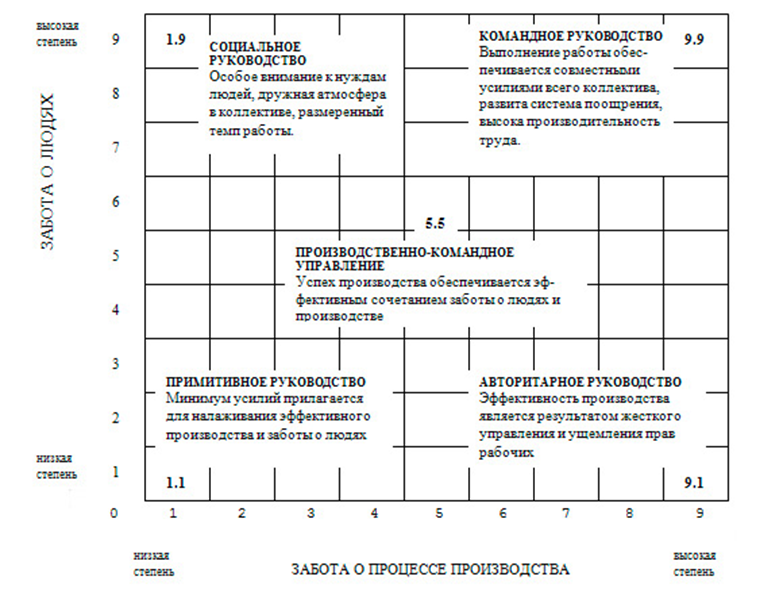 высокая
степень
9
1.9
СОЦИАЛЬНОЕ
РУКОВОДСТВО
Особое внимание к нуждам
людей, дружная атмосфера
в коллективе, размеренный
темп работы.
КОМАНДНОЕ РУКОВОДСТВО
Выполнение работы обес-
печивается совместными
усилиями всего коллектива,
развита система поощрения,
высока производительность
труда.
9.9
8
7
ЗАБОТА О ЛЮДЯХ
6
5.5
5
ПРОИЗВОДСТВЕННО-КОМАНДНОЕ
УПРАВЛЕНИЕ
Успех производства обеспечивается эф-
фективным сочетанием заботы о людях и
производстве
4
3
ПРИМИТИВНОЕ РУКОВОДСТВО
Минимум усилий прилагается
для налаживания эффективного
производства и заботы о людях
АВТОРИТАРНОЕ РУКОВОДСТВО
Эффективность производства
является результатом жесткого
управления и ущемления прав
рабочих
2
низкая
степень
1
1.1
9.1
0 1 2 3 4 5 6 7 8 9
низкая
степень
ЗАБОТА О ПРОЦЕССЕ ПРОИЗВОДСТВА
высокая
степень